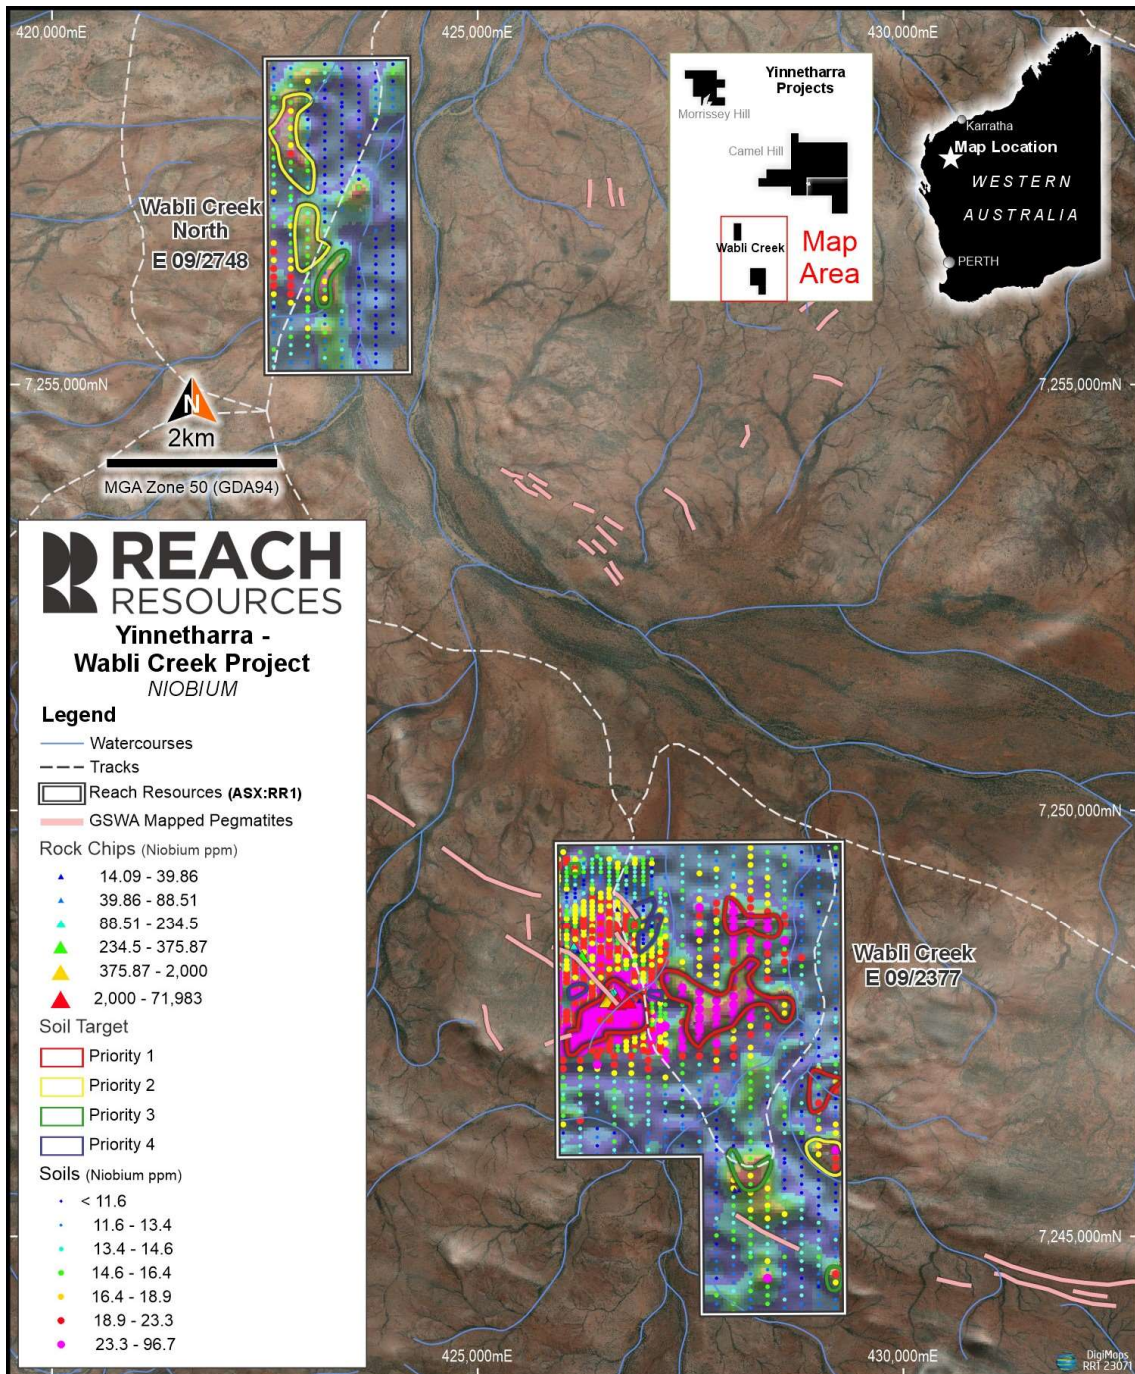 420,000mE
425,000mE
430,000mE
Yinnetharra
Projects
Morrissey Hill
Camel Hill
Wabli Creek
Map
Area
Karratha
Map Location
WESTERN
AUSTRALIA
PERTH
Wabli Creek
North
E 09/2748
7,255,000mN
7,255,000mN
N
2km
MGA Zone 50 (GDA94)
REACH
RESOURCES
Yinnetharra -
Wabli Creek Project
NIOBIUM
Legend
Watercourses
Tracks
Reach Resources (ASX:RR1)
GSWA Mapped Pegmatites
Rock Chips (Niobium ppm)
14.09 - 39.86
39.86 - 88.51
88.51 - 234.5
234.5 - 375.87
375.87 - 2,000
2,000 - 71,983
Soil Target
Priority 1
Priority 2
Priority 3
Priority 4
Soils (Niobium ppm)
< 11.6
11.6 - 13.4
13.4 - 14.6
14.6 - 16.4
16.4 - 18.9
18.9 - 23.3
23.3 - 96.7
7,250,000mN
Wabli Creek
E 09/2377
7,245,000mN
425,000mE
430,000mE
DigiMaps
RR1 23071